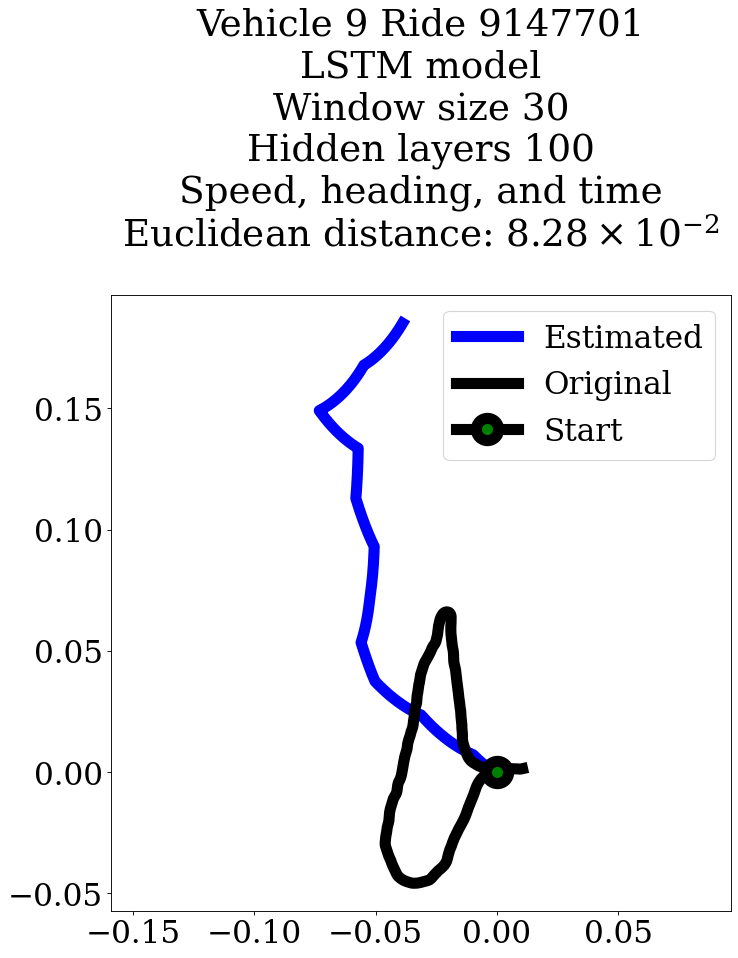 Vehicle 9 Ride 9147701
LSTM model
Window size 30
Hidden layers 100
Speed, heading, and time
Euclidean distance: 8.28 × 10⁻²
Estimated
Original
Start
0.15
0.10
0.05
0.00
−0.05
−0.15 −0.10 −0.05 0.00 0.05